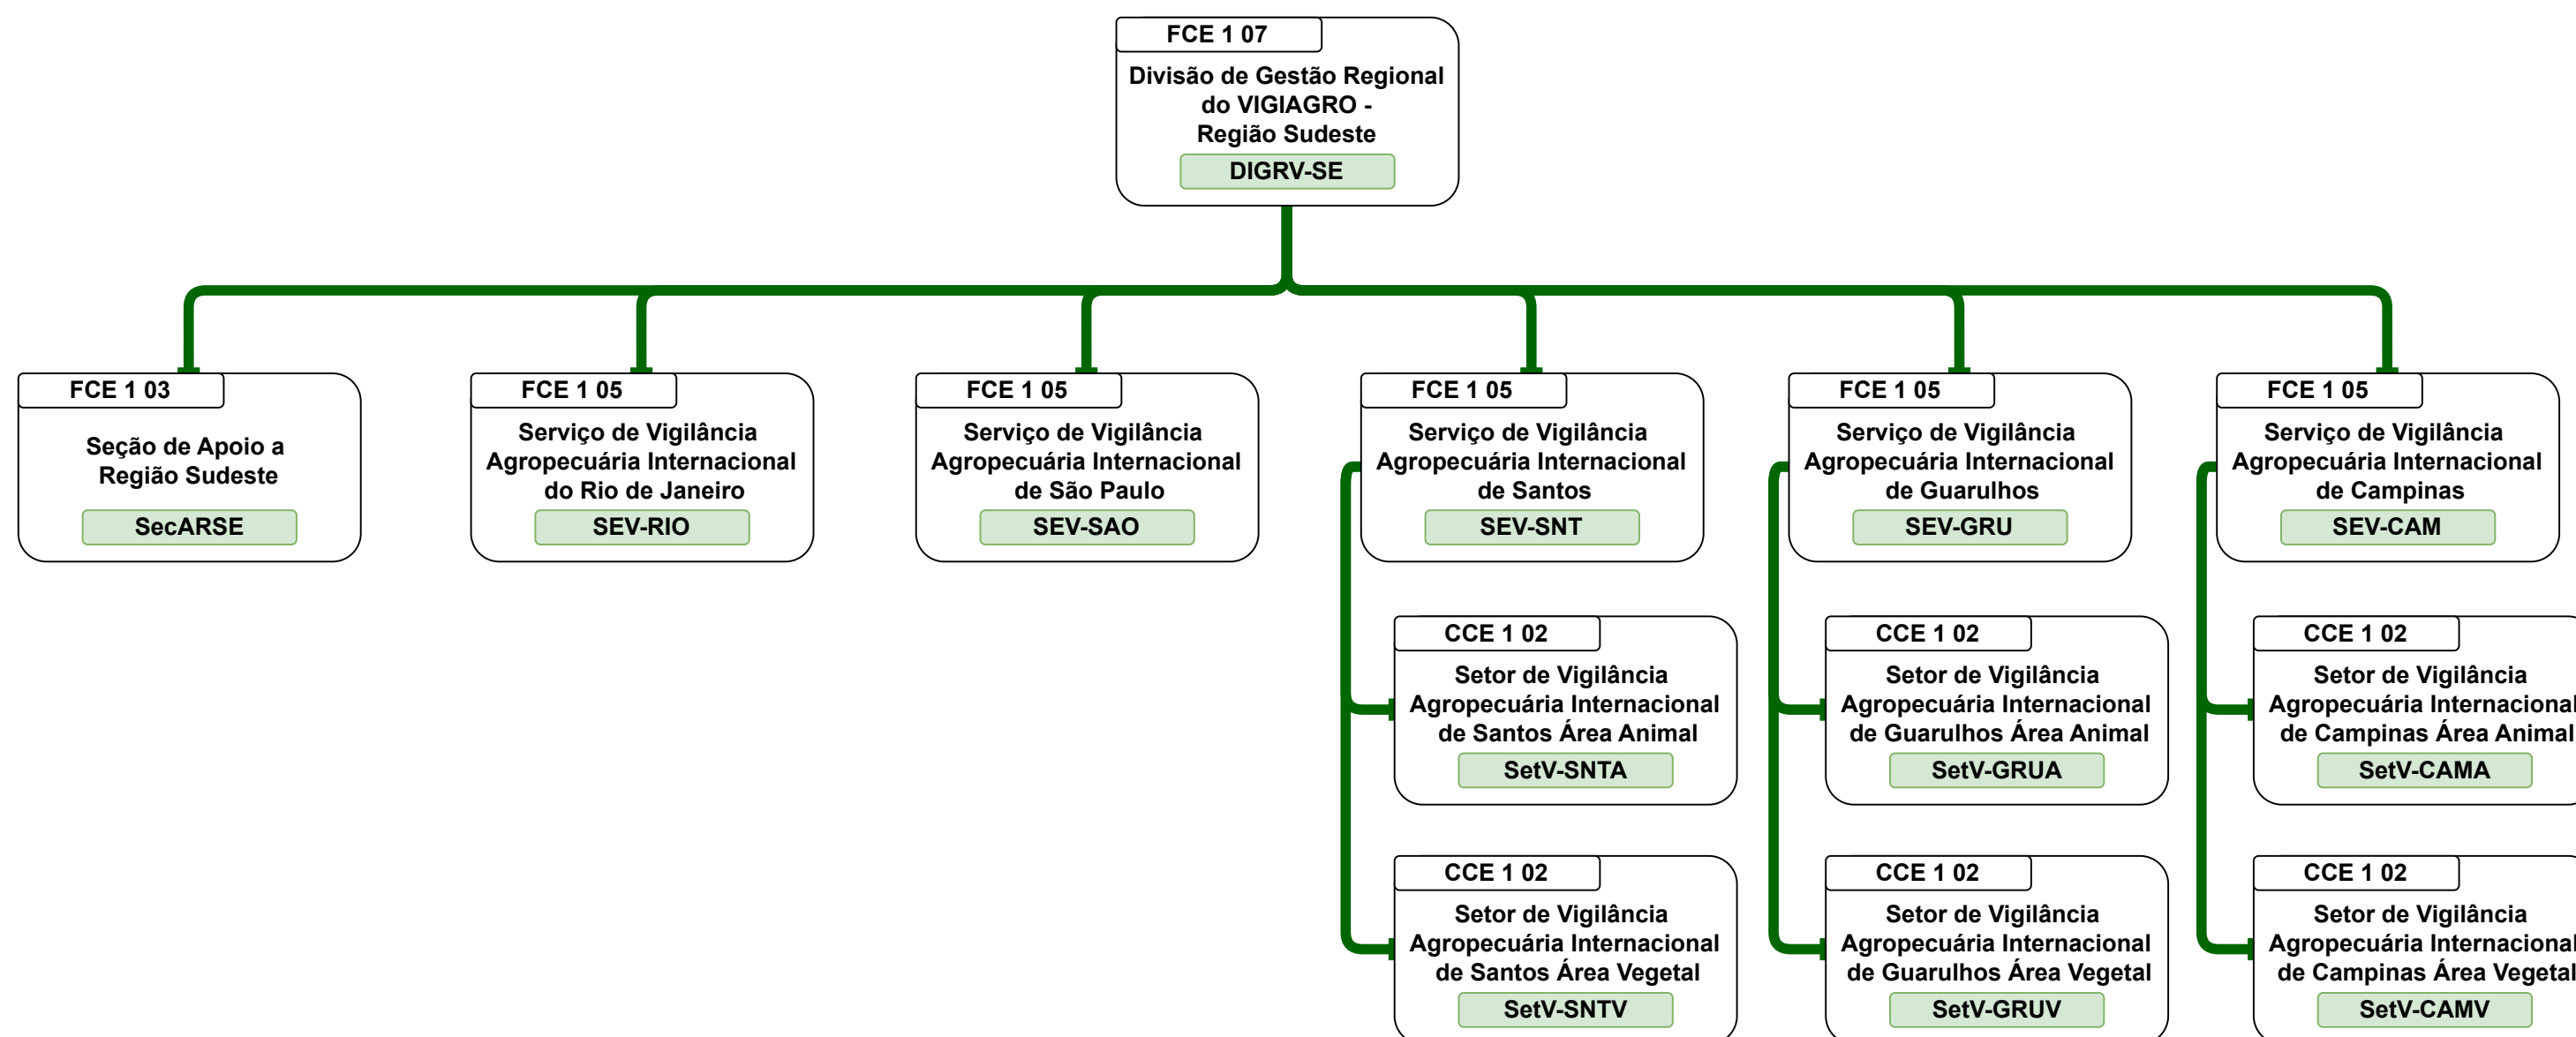 FCE 1 07
Divisão de Gestão Regional
do VIGIAGRO -
Região Sudeste
DIGRV-SE
FCE 1 03
Seção de Apoio a
Região Sudeste
SecARSE
FCE 1 05
Serviço de Vigilância
Agropecuária Internacional
do Rio de Janeiro
SEV-RIO
FCE 1 05
Serviço de Vigilância
Agropecuária Internacional
de São Paulo
SEV-SAO
FCE 1 05
Serviço de Vigilância
Agropecuária Internacional
de Santos
SEV-SNT
FCE 1 05
Serviço de Vigilância
Agropecuária Internacional
de Guarulhos
SEV-GRU
FCE 1 05
Serviço de Vigilância
Agropecuária Internacional
de Campinas
SEV-CAM
CCE 1 02
Setor de Vigilância
Agropecuária Internacional
de Santos Área Animal
SetV-SNTA
CCE 1 02
Setor de Vigilância
Agropecuária Internacional
de Guarulhos Área Animal
SetV-GRUA
CCE 1 02
Setor de Vigilância
Agropecuária Internacional
de Campinas Área Animal
SetV-CAMA
CCE 1 02
Setor de Vigilância
Agropecuária Internacional
de Santos Área Vegetal
SetV-SNTV
CCE 1 02
Setor de Vigilância
Agropecuária Internacional
de Guarulhos Área Vegetal
SetV-GRUV
CCE 1 02
Setor de Vigilância
Agropecuária Internacional
de Campinas Área Vegetal
SetV-CAMV